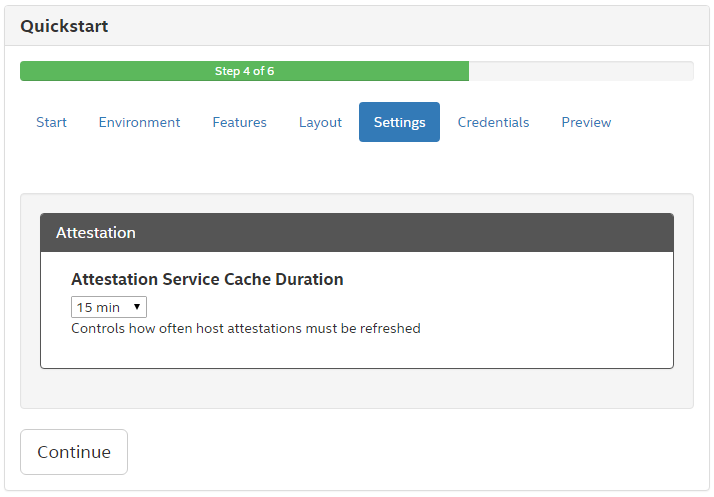 Quickstart
Step 4 of 6
Start Environment Features Layout Settings Credentials Preview
Attestation
Attestation Service Cache Duration
15 min
Controls how often host attestations must be refreshed
Continue